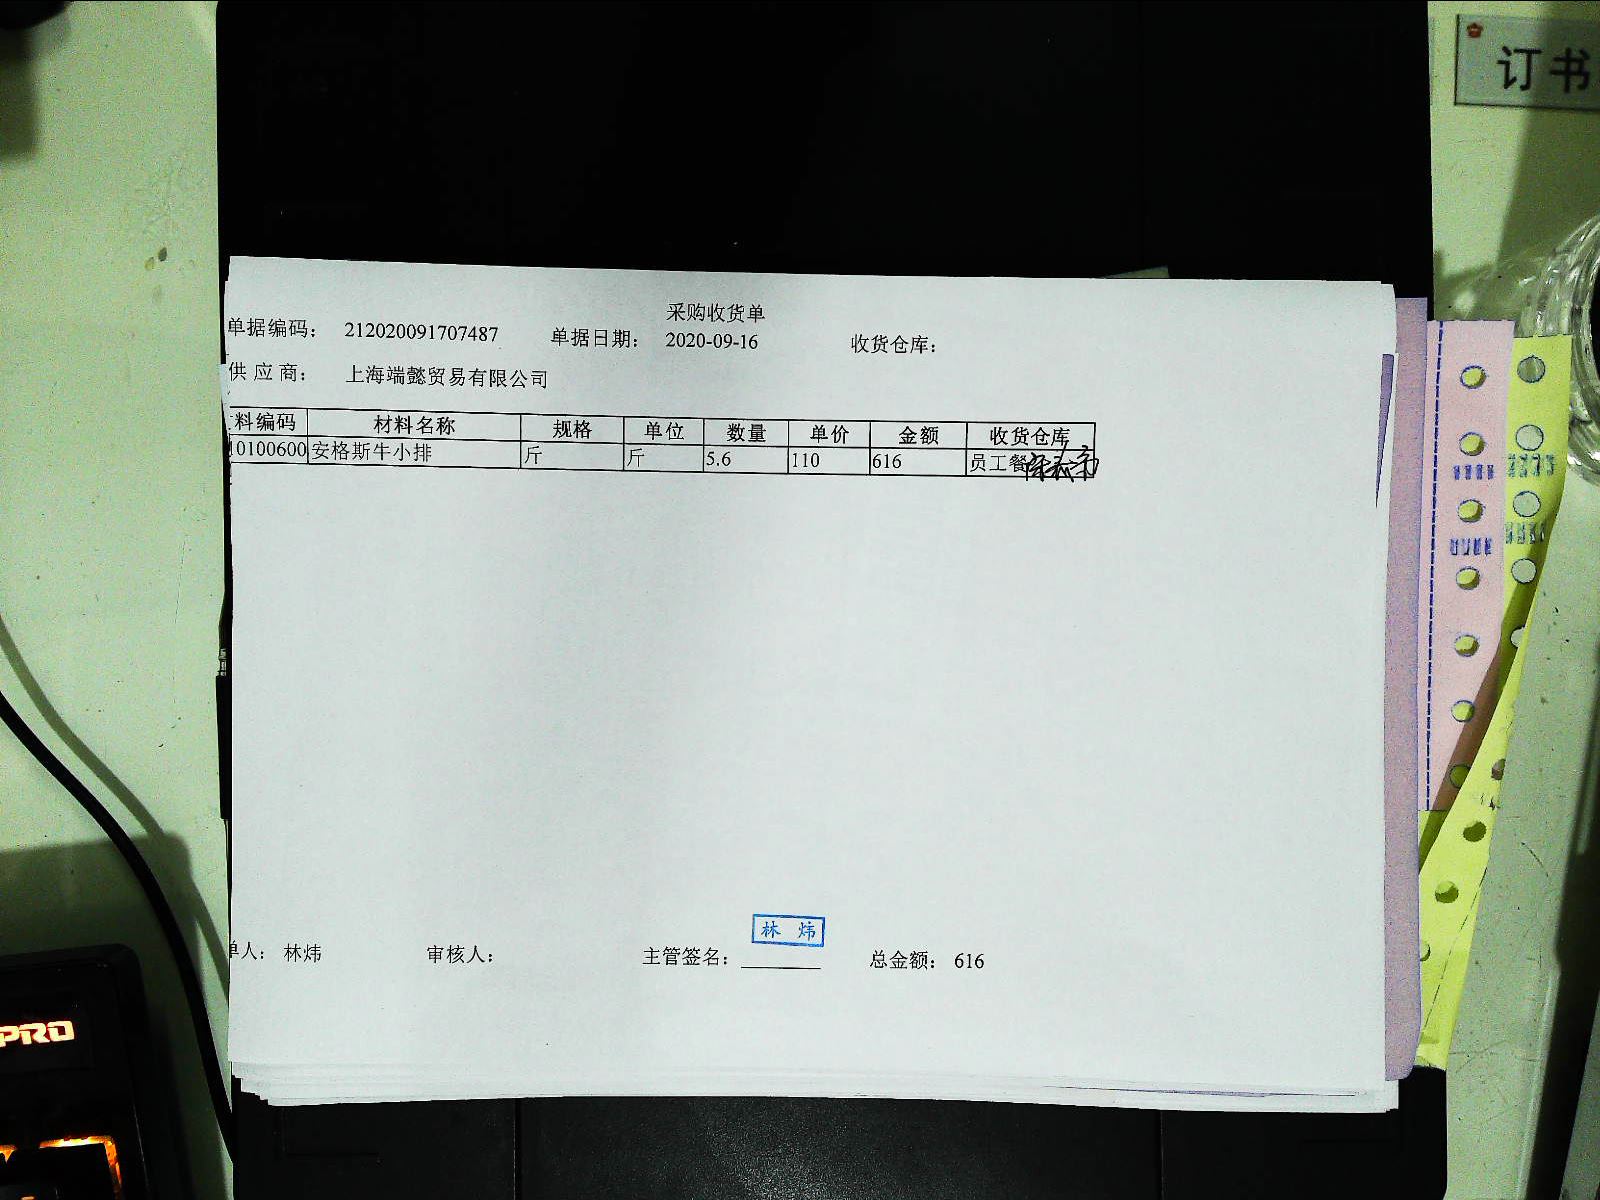 订书
采购收货单
单据编码： 212020091707487 单据日期： 2020-09-16 收货仓库：
供应商： 上海端懿贸易有限公司
料编码 材料名称 规格 单位 数量 单价 金额 收货仓库
0100600 安格斯牛小排 斤 斤 5.6 110 616 员工餐
林炜
单人： 林炜 审核人： 主管签名： 总金额： 616
PRO